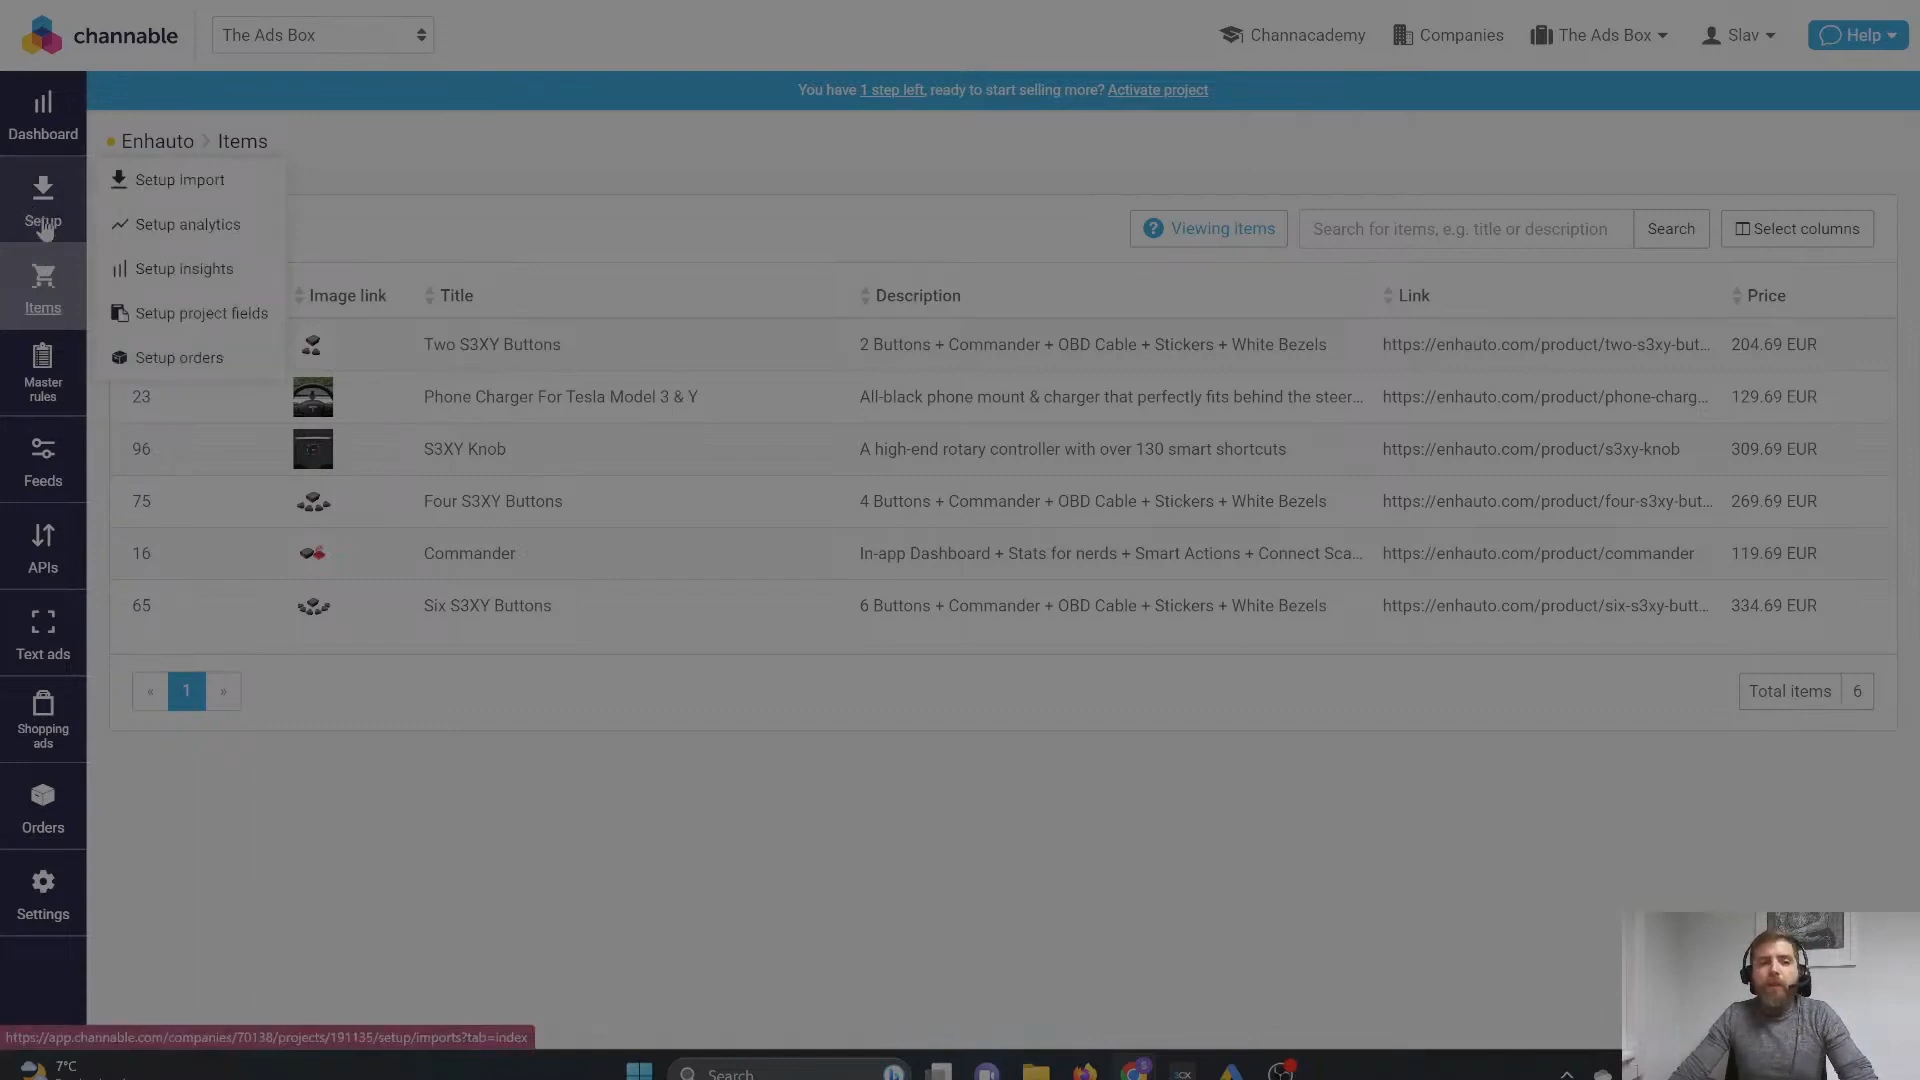 channable
The Ads Box
Channacademy
Companies
The Ads Box
Slav
Help
You have 1 step left, ready to start selling more? Activate project
Dashboard
Setup
Items
Master rules
Feeds
APIs
Text ads
Shopping ads
Orders
Settings
Enhauto > Items
Setup import
Setup analytics
Setup insights
Setup project fields
Setup orders
? Viewing items
Search for items, e.g. title or description
Search
Select columns
Image link Title Description Link Price
Two S3XY Buttons 2 Buttons + Commander + OBD Cable + Stickers + White Bezels https://enhauto.com/product/two-s3xy-but... 204.69 EUR
23 Phone Charger For Tesla Model 3 & Y All-black phone mount & charger that perfectly fits behind the steer... https://enhauto.com/product/phone-charg... 129.69 EUR
96 S3XY Knob A high-end rotary controller with over 130 smart shortcuts https://enhauto.com/product/s3xy-knob 309.69 EUR
75 Four S3XY Buttons 4 Buttons + Commander + OBD Cable + Stickers + White Bezels https://enhauto.com/product/four-s3xy-but... 269.69 EUR
16 Commander In-app Dashboard + Stats for nerds + Smart Actions + Connect Sca... https://enhauto.com/product/commander 119.69 EUR
65 Six S3XY Buttons 6 Buttons + Commander + OBD Cable + Stickers + White Bezels https://enhauto.com/product/six-s3xy-butt... 334.69 EUR
« 1 »
Total items 6
https://app.channable.com/companies/70138/projects/191135/setup/imports?tab=index
7°C
Search